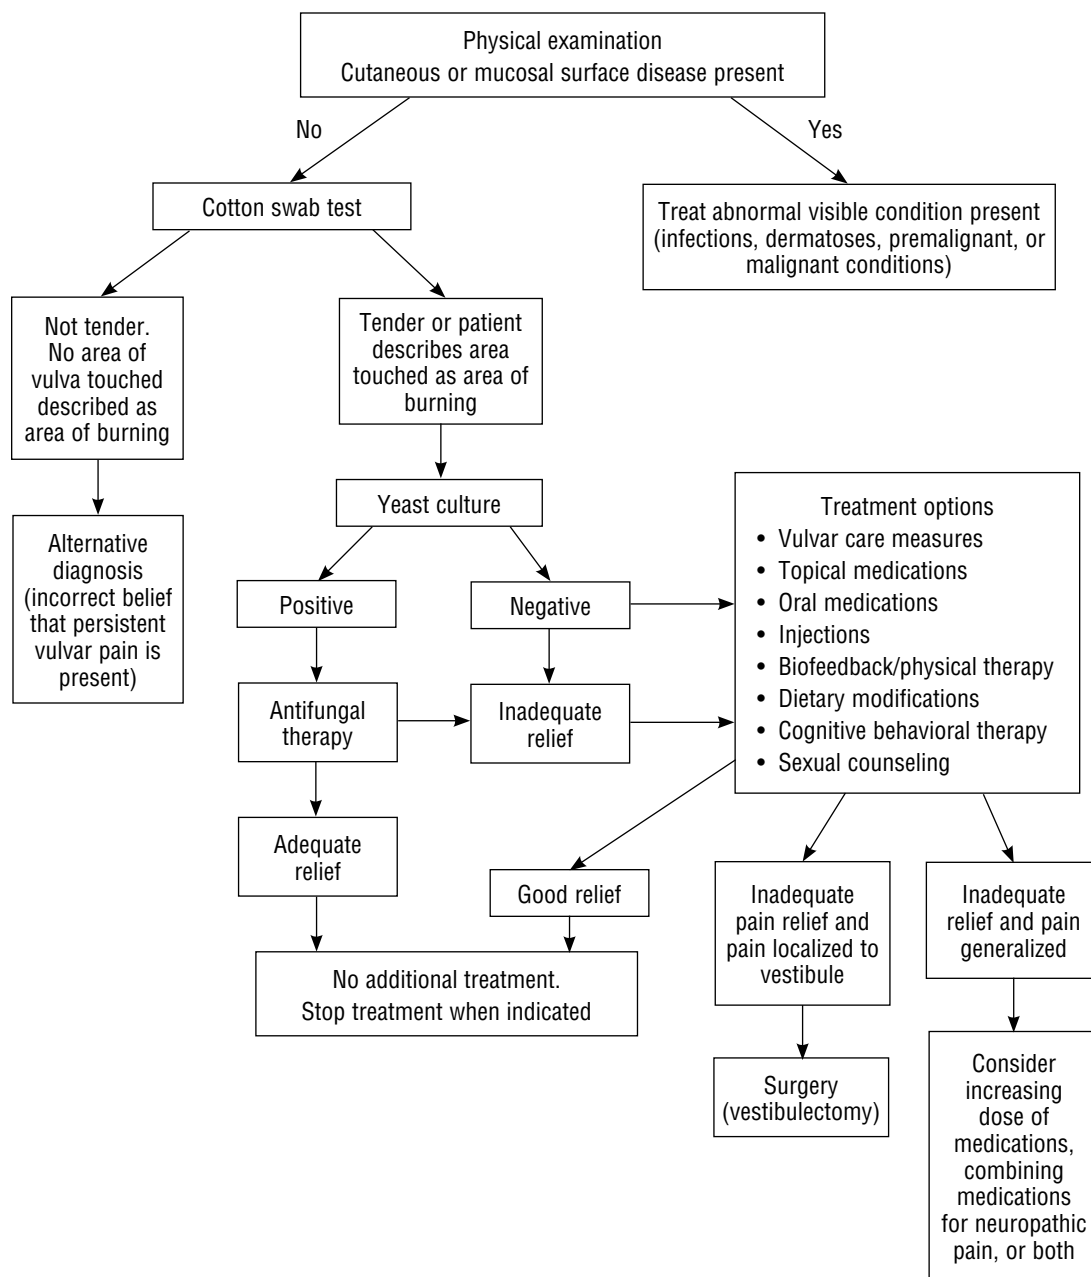 Physical examination
Cutaneous or mucosal surface disease present
No
Yes
Cotton swab test
Treat abnormal visible condition present
(infections, dermatoses, premalignant, or
malignant conditions)
Not tender.
No area of
vulva touched
described as
area of burning
Tender or patient
describes area
touched as area of
burning
Yeast culture
Alternative
diagnosis
(incorrect belief
that persistent
vulvar pain is
present)
Positive
Negative
Treatment options
• Vulvar care measures
• Topical medications
• Oral medications
• Injections
• Biofeedback/physical therapy
• Dietary modifications
• Cognitive behavioral therapy
• Sexual counseling
Antifungal
therapy
Inadequate
relief
Adequate
relief
Good relief
Inadequate
pain relief and
pain localized to
vestibule
Inadequate
relief and pain
generalized
No additional treatment.
Stop treatment when indicated
Surgery
(vestibulectomy)
Consider
increasing
dose of
medications,
combining
medications
for neuropathic
pain, or both